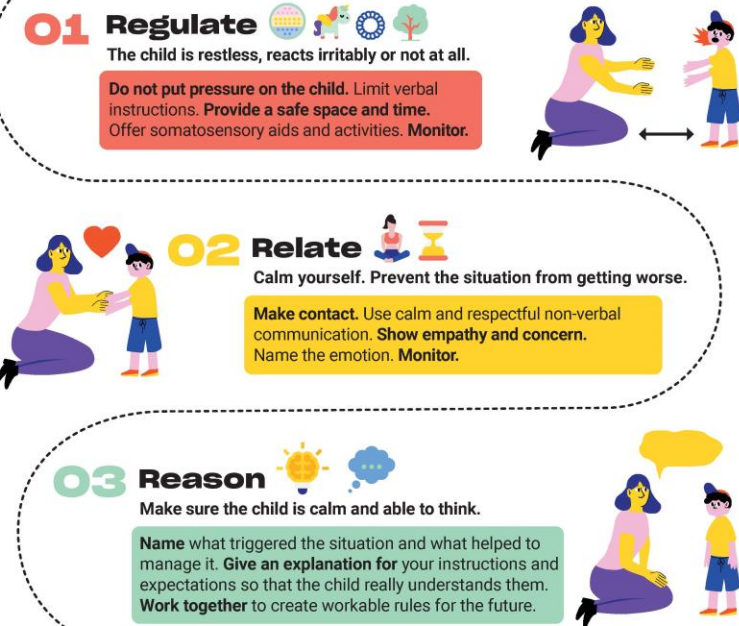 01 Regulate
The child is restless, reacts irritably or not at all.
Do not put pressure on the child. Limit verbal
instructions. Provide a safe space and time.
Offer somatosensory aids and activities. Monitor.
02 Relate
Calm yourself. Prevent the situation from getting worse.
Make contact. Use calm and respectful non-verbal
communication. Show empathy and concern.
Name the emotion. Monitor.
03 Reason
Make sure the child is calm and able to think.
Name what triggered the situation and what helped to
manage it. Give an explanation for your instructions and
expectations so that the child really understands them.
Work together to create workable rules for the future.